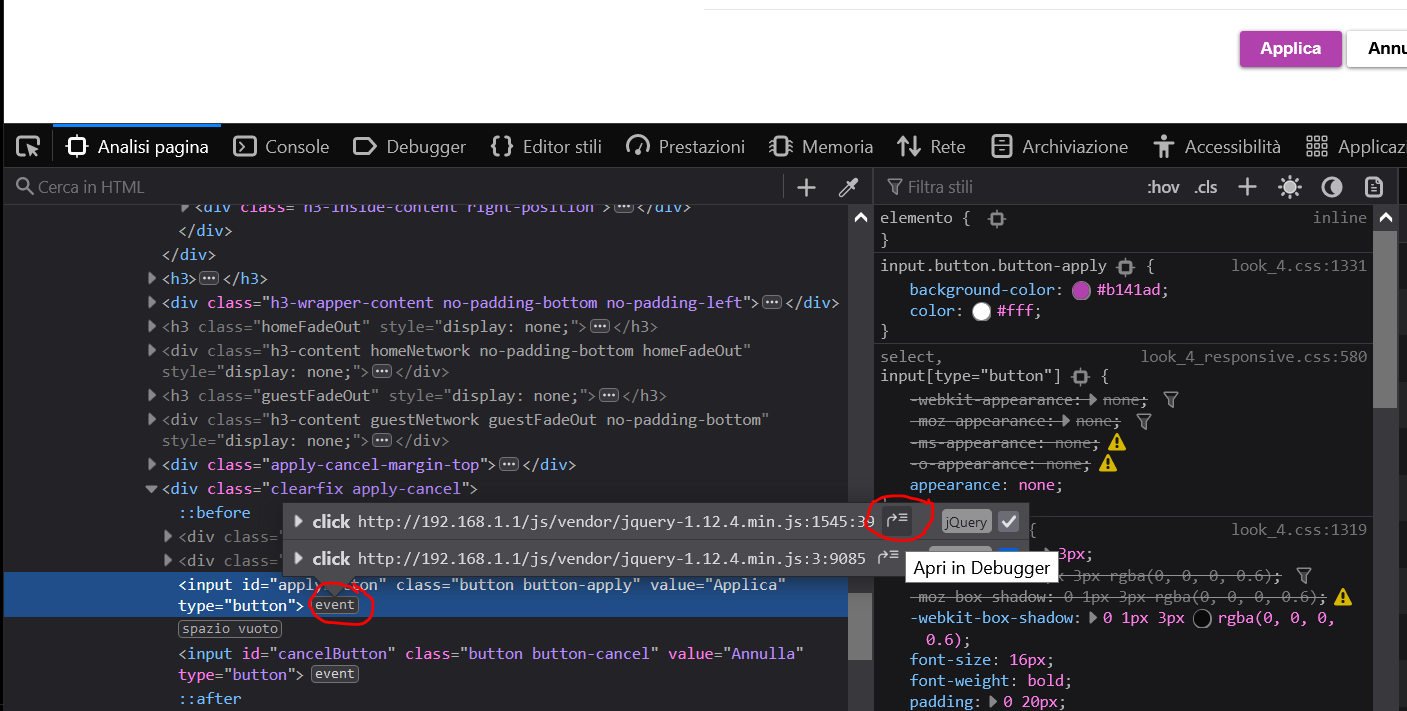 Applica
Annu
Analisi pagina
Console
Debugger
Editor stili
Prestazioni
Memoria
Rete
Archiviazione
Accessibilità
Applicaz
Cerca in HTML
<div class="h3-inside-content right-position">···</div>
</div>
</div>
<h3>···</h3>
<div class="h3-wrapper-content no-padding-bottom no-padding-left">···</div>
<h3 class="homeFadeOut" style="display: none;">···</h3>
<div class="h3-content homeNetwork no-padding-bottom homeFadeOut"
style="display: none;">···</div>
<h3 class="guestFadeOut" style="display: none;">···</h3>
<div class="h3-content guestNetwork guestFadeOut no-padding-bottom"
style="display: none;">···</div>
<div class="apply-cancel-margin-top">···</div>
<div class="clearfix apply-cancel">
::before
click http://192.168.1.1/js/vendor/jquery-1.12.4.min.js:1545:39 jQuery
<div class=
click http://192.168.1.1/js/vendor/jquery-1.12.4.min.js:3:9085
<div class=
Apri in Debugger
<input id="apply ton" class="button button-apply" value="Applica"
type="button"> event
spazio vuoto
<input id="cancelButton" class="button button-cancel" value="Annulla"
type="button"> event
::after
Filtra stili
:hov .cls
elemento { inline
}
input.button.button-apply { look_4.css:1331
background-color: #b141ad;
color: #fff;
}
select, look_4_responsive.css:580
input[type="button"] {
-webkit-appearance: none;
-moz-appearance: none;
-ms-appearance: none;
-o-appearance: none;
appearance: none;
{ look_4.css:1319
3px;
3px rgba(0, 0, 0, 0.6);
-moz-box-shadow: 0 1px 3px rgba(0, 0, 0, 0.6);
-webkit-box-shadow: 0 1px 3px rgba(0, 0, 0,
0.6);
font-size: 16px;
font-weight: bold;
padding: 0 20px;